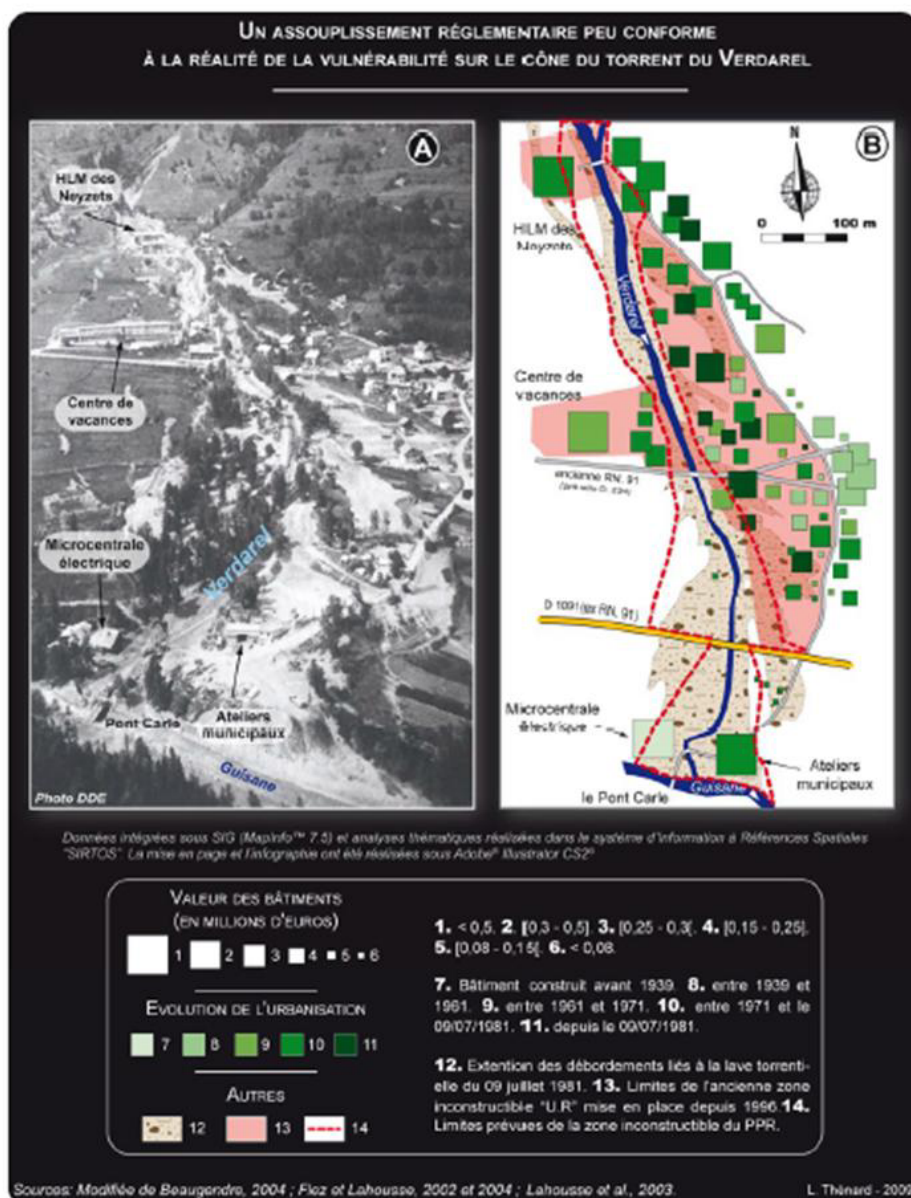 UN ASSOUPLISSEMENT RÉGLEMENTAIRE PEU CONFORME
À LA RÉALITÉ DE LA VULNÉRABILITÉ SUR LE CÔNE DU TORRENT DU VERDAREL
A
HLM des
Neyzets
Centre de
vacances
Microcentrale
électrique
Verdarel
Ateliers
municipaux
Pont Carle
Guisane
Photo DDE
B
N
0 100 m
HLM des
Neyzets
Verdarel
Centre de
vacances
ancienne RN. 91
D 1091 (ex RN. 91)
Microcentrale
électrique
Ateliers
municipaux
Guisane
le Pont Carle
Données intégrées sous SIG (MapInfo™ 7.5) et analyses thématiques réalisées dans le système d'Information à Références Spatiales
"SIRTOS". La mise en page et l'infographie ont été réalisées sous Adobe® Illustrator CS2®
VALEUR DES BÂTIMENTS
(EN MILLIONS D'EUROS)
1 2 3 4 5 6
EVOLUTION DE L'URBANISATION
7 8 9 10 11
AUTRES
12 13 14
1. < 0,5. 2. [0,3 - 0,5]. 3. [0,25 - 0,3[. 4. [0,15 - 0,25].
5. [0,08 - 0,15[. 6. < 0,08.
7. Bâtiment construit avant 1939. 8. entre 1939 et
1961. 9. entre 1961 et 1971. 10. entre 1971 et le
09/07/1981. 11. depuis le 09/07/1981.
12. Extention des débordements liés à la lave torrenti-
elle du 09 juillet 1981. 13. Limites de l'ancienne zone
inconstructible "U.R" mise en place depuis 1996. 14.
Limites prévues de la zone inconstructible du PPR.
Sources: Modifiée de Beaugendre, 2004 ; Fiez et Lahousse, 2002 et 2004 ; Lahousse et al., 2003.
L. Thénard - 2009